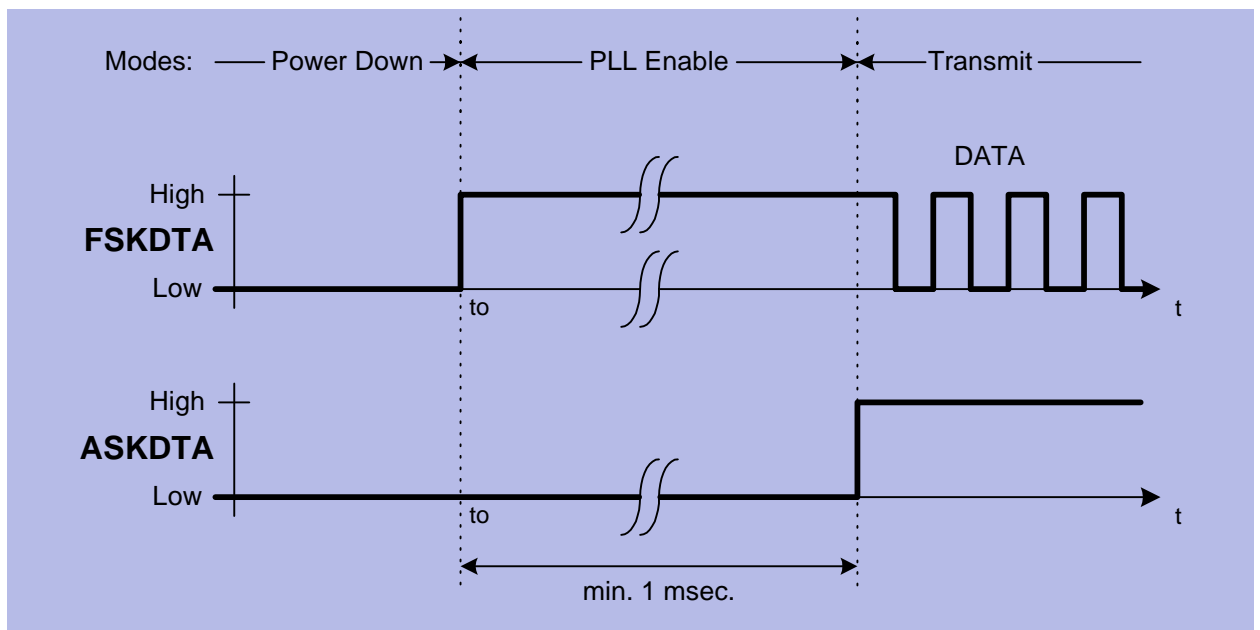 Modes: Power Down PLL Enable Transmit
DATA
High
FSKDTA
Low
to
t
High
ASKDTA
Low
to
t
min. 1 msec.